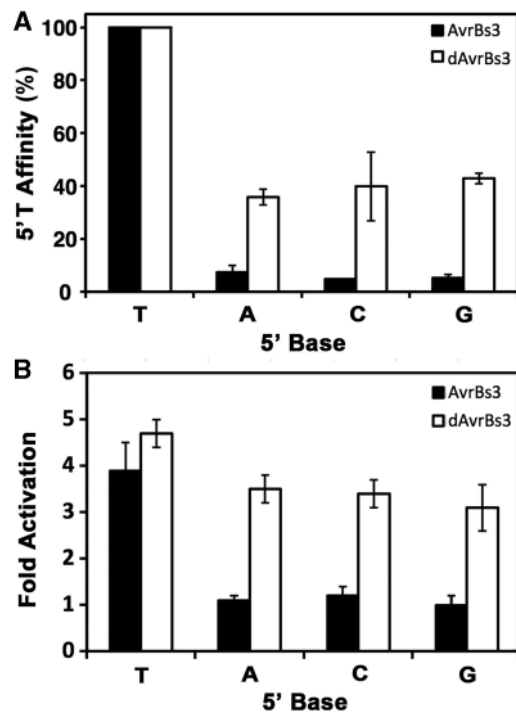 A
AvrBs3
dAvrBs3
5'T Affinity (%)
100
80
60
40
20
0
T A C G
5' Base
B
AvrBs3
dAvrBs3
Fold Activation
6
5
4
3
2
1
0
T A C G
5' Base